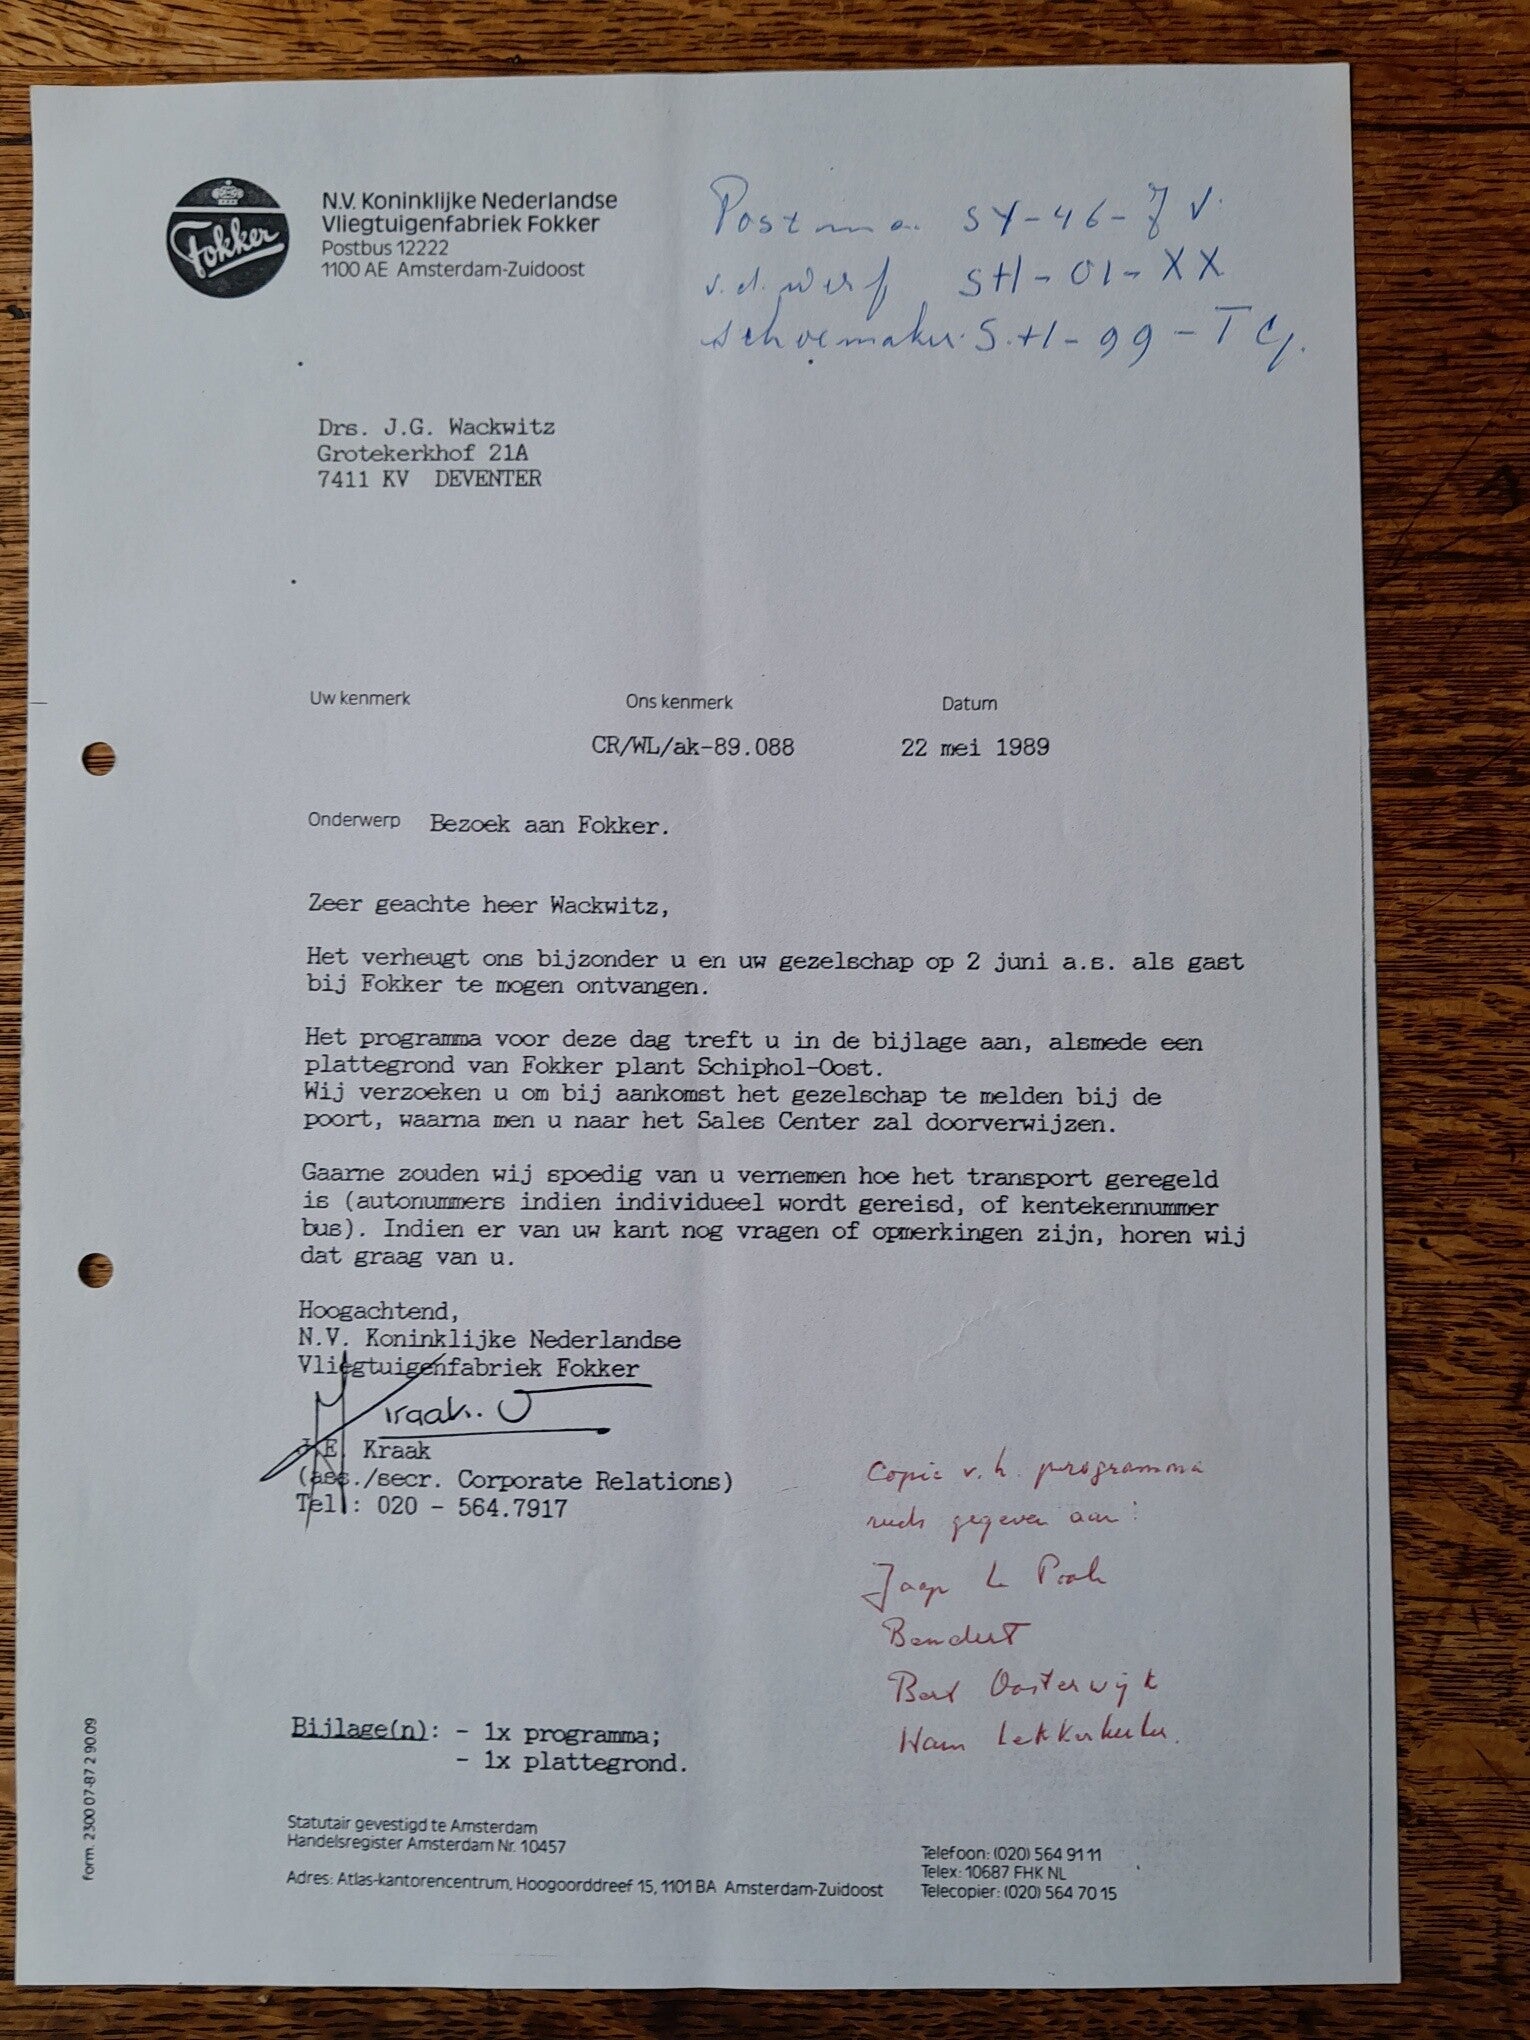 Fokker
N.V. Koninklijke Nederlandse
Vliegtuigenfabriek Fokker
Postbus 12222
1100 AE Amsterdam-Zuidoost
Postma SY-46-ZV.
v.d. Werf SH-01-XX
Schoemaker SH-99-T
Drs. J.G. Wackwitz
Grotekerkhof 21A
7411 KV DEVENTER
Uw kenmerk Ons kenmerk Datum
CR/WL/ak-89.088 22 mei 1989
Onderwerp Bezoek aan Fokker.
Zeer geachte heer Wackwitz,
Het verheugt ons bijzonder u en uw gezelschap op 2 juni a.s. als gast
bij Fokker te mogen ontvangen.
Het programma voor deze dag treft u in de bijlage aan, alsmede een
plattegrond van Fokker plant Schiphol-Oost.
Wij verzoeken u om bij aankomst het gezelschap te melden bij de
poort, waarna men u naar het Sales Center zal doorverwijzen.
Gaarne zouden wij spoedig van u vernemen hoe het transport geregeld
is (autonummers indien individueel wordt gereisd, of kentekennummer
bus). Indien er van uw kant nog vragen of opmerkingen zijn, horen wij
dat graag van u.
Hoogachtend,
N.V. Koninklijke Nederlandse
Vliegtuigenfabriek Fokker
J.E. Kraak
(ass./secr. Corporate Relations)
Tel.: 020 - 564.7917
Copie v.h. programma
reeds gegeven aan:
Jaap
Bendert
Bert Oosterwijk
Ham Lekkerkerker
Bijlage(n): - 1x programma;
- 1x plattegrond.
form. 2300 07-87 2 90.09
Statutair gevestigd te Amsterdam
Handelsregister Amsterdam Nr. 10457
Adres: Atlas-kantorencentrum, Hoogoorddreef 15, 1101 BA Amsterdam-Zuidoost
Telefoon: (020) 564 91 11
Telex: 10687 FHK NL
Telecopier: (020) 564 70 15